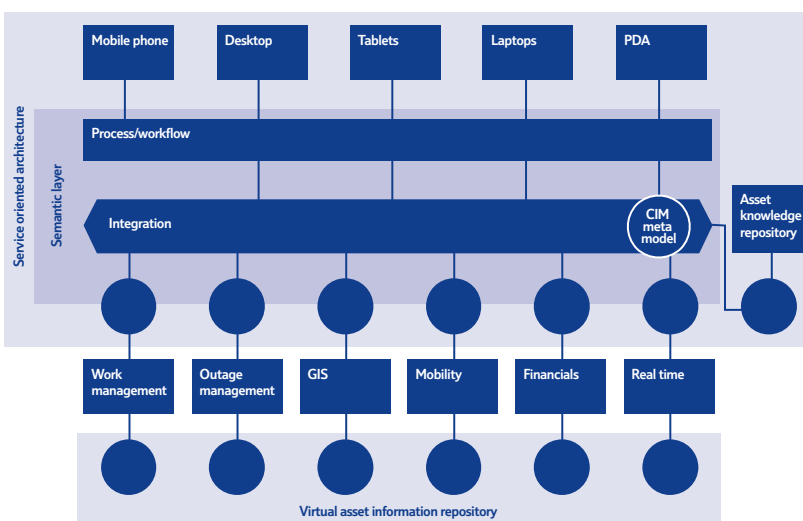 Mobile phone
Desktop
Tablets
Laptops
PDA
Service oriented architecture
Semantic layer
Process/workflow
Integration
CIM
meta
model
Asset
knowledge
repository
Work
management
Outage
management
GIS
Mobility
Financials
Real time
Virtual asset information repository